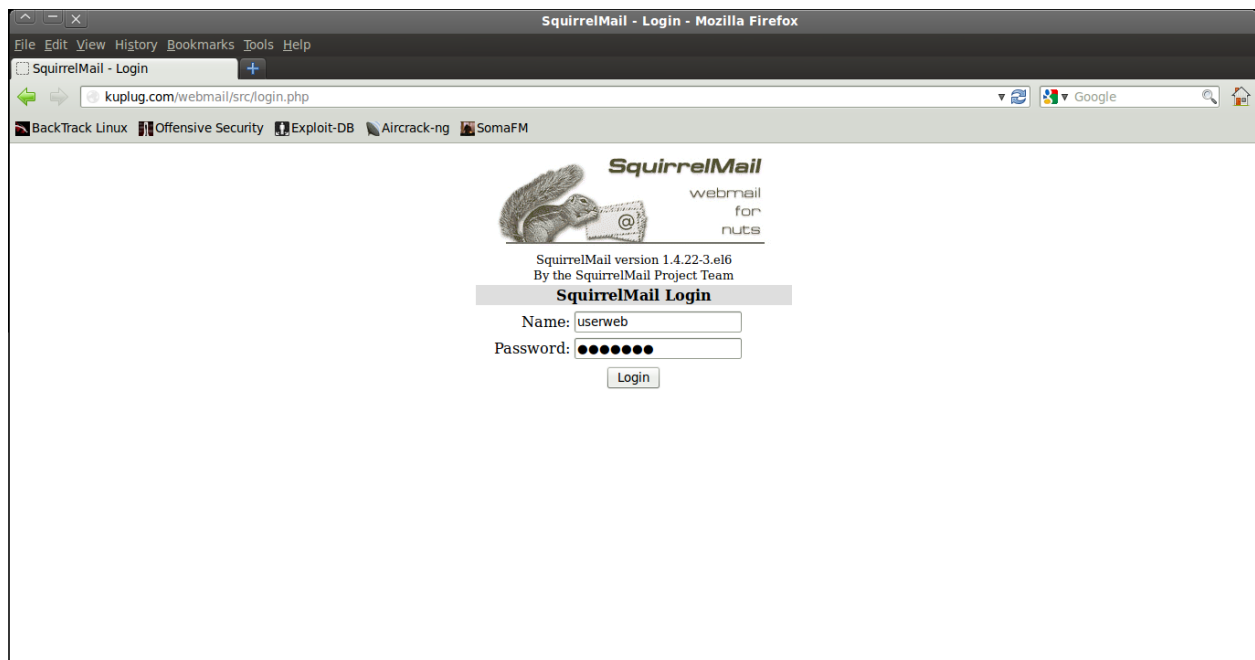 SquirrelMail - Login - Mozilla Firefox
File Edit View History Bookmarks Tools Help
SquirrelMail - Login
kuplug.com/webmail/src/login.php
Google
BackTrack Linux Offensive Security Exploit-DB Aircrack-ng SomaFM
SquirrelMail
webmail
for
nuts
@
SquirrelMail version 1.4.22-3.el6
By the SquirrelMail Project Team
SquirrelMail Login
Name: userweb
Password: ●●●●●●●
Login